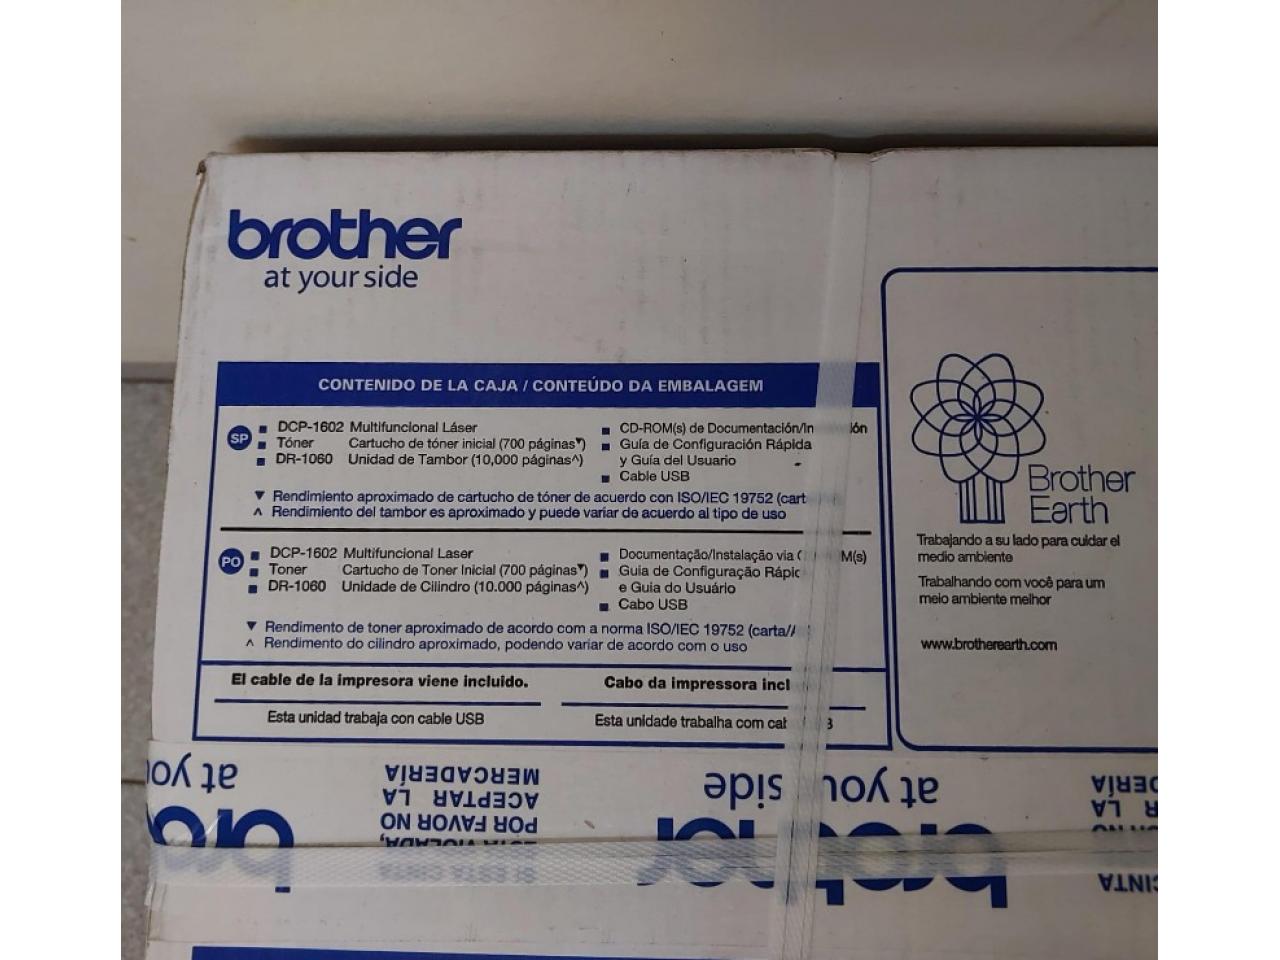 brother
at your side
CONTENIDO DE LA CAJA / CONTEÚDO DA EMBALAGEM
SP
DCP-1602 Multifuncional Láser
Tóner Cartucho de tóner inicial (700 páginas▼)
DR-1060 Unidad de Tambor (10,000 páginas^)
CD-ROM(s) de
Guía de Configuración Rápida
y Guía del Usuario
Cable USB
▼ Rendimiento aproximado de cartucho de tóner de acuerdo con ISO/IEC 19752
^ Rendimiento del tambor es aproximado y puede variar de acuerdo al tipo de uso
PO
DCP-1602 Multifuncional Laser
Toner Cartucho de Toner Inicial (700 páginas▼)
DR-1060 Unidade de Cilindro (10.000 páginas^)
Documentação/Instalação via
Guia de Configuração
e Guia do Usuário
Cabo USB
▼ Rendimento de toner aproximado de acordo com a norma ISO/IEC 19752
^ Rendimento do cilindro aproximado, podendo variar de acordo com o uso
El cable de la impresora viene incluido.
Esta unidad trabaja con cable USB
Cabo da impressora
Esta unidade trabalha com
Brother
Earth
Trabajando a su lado para cuidar el
medio ambiente
Trabalhando com você para um
meio ambiente melhor
www.brotherearth.com
SI ESTA CINTA
ESTA VIOLADA,
POR FAVOR NO
ACEPTAR LA
MERCADERÍA
at your side
CINTA